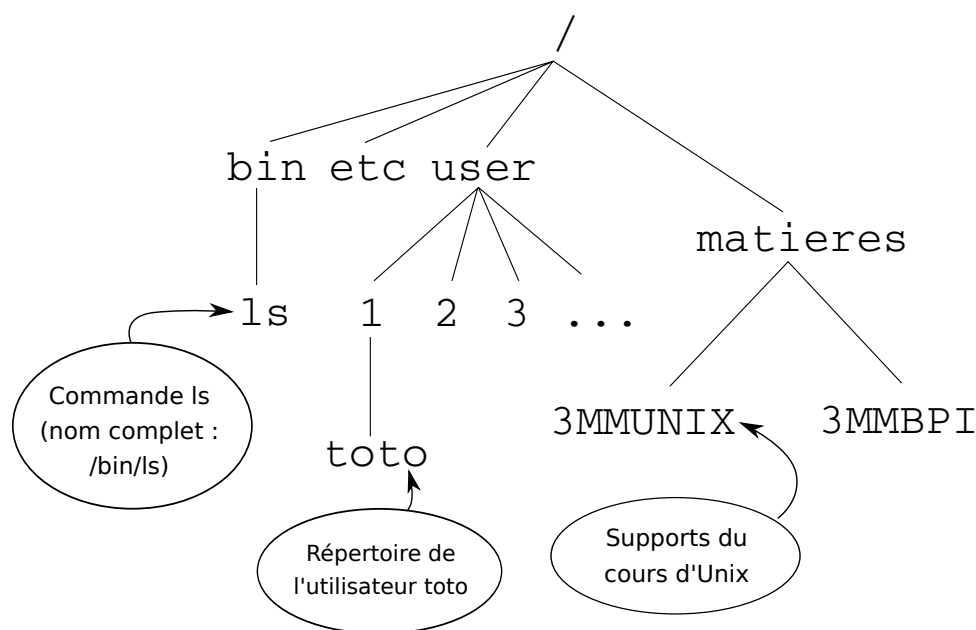 /
bin etc user
matieres
ls 1 2 3 ...
Commande ls
(nom complet :
/bin/ls)
3MMUNIX 3MMBPI
toto
Répertoire de
l'utilisateur toto
Supports du
cours d'Unix